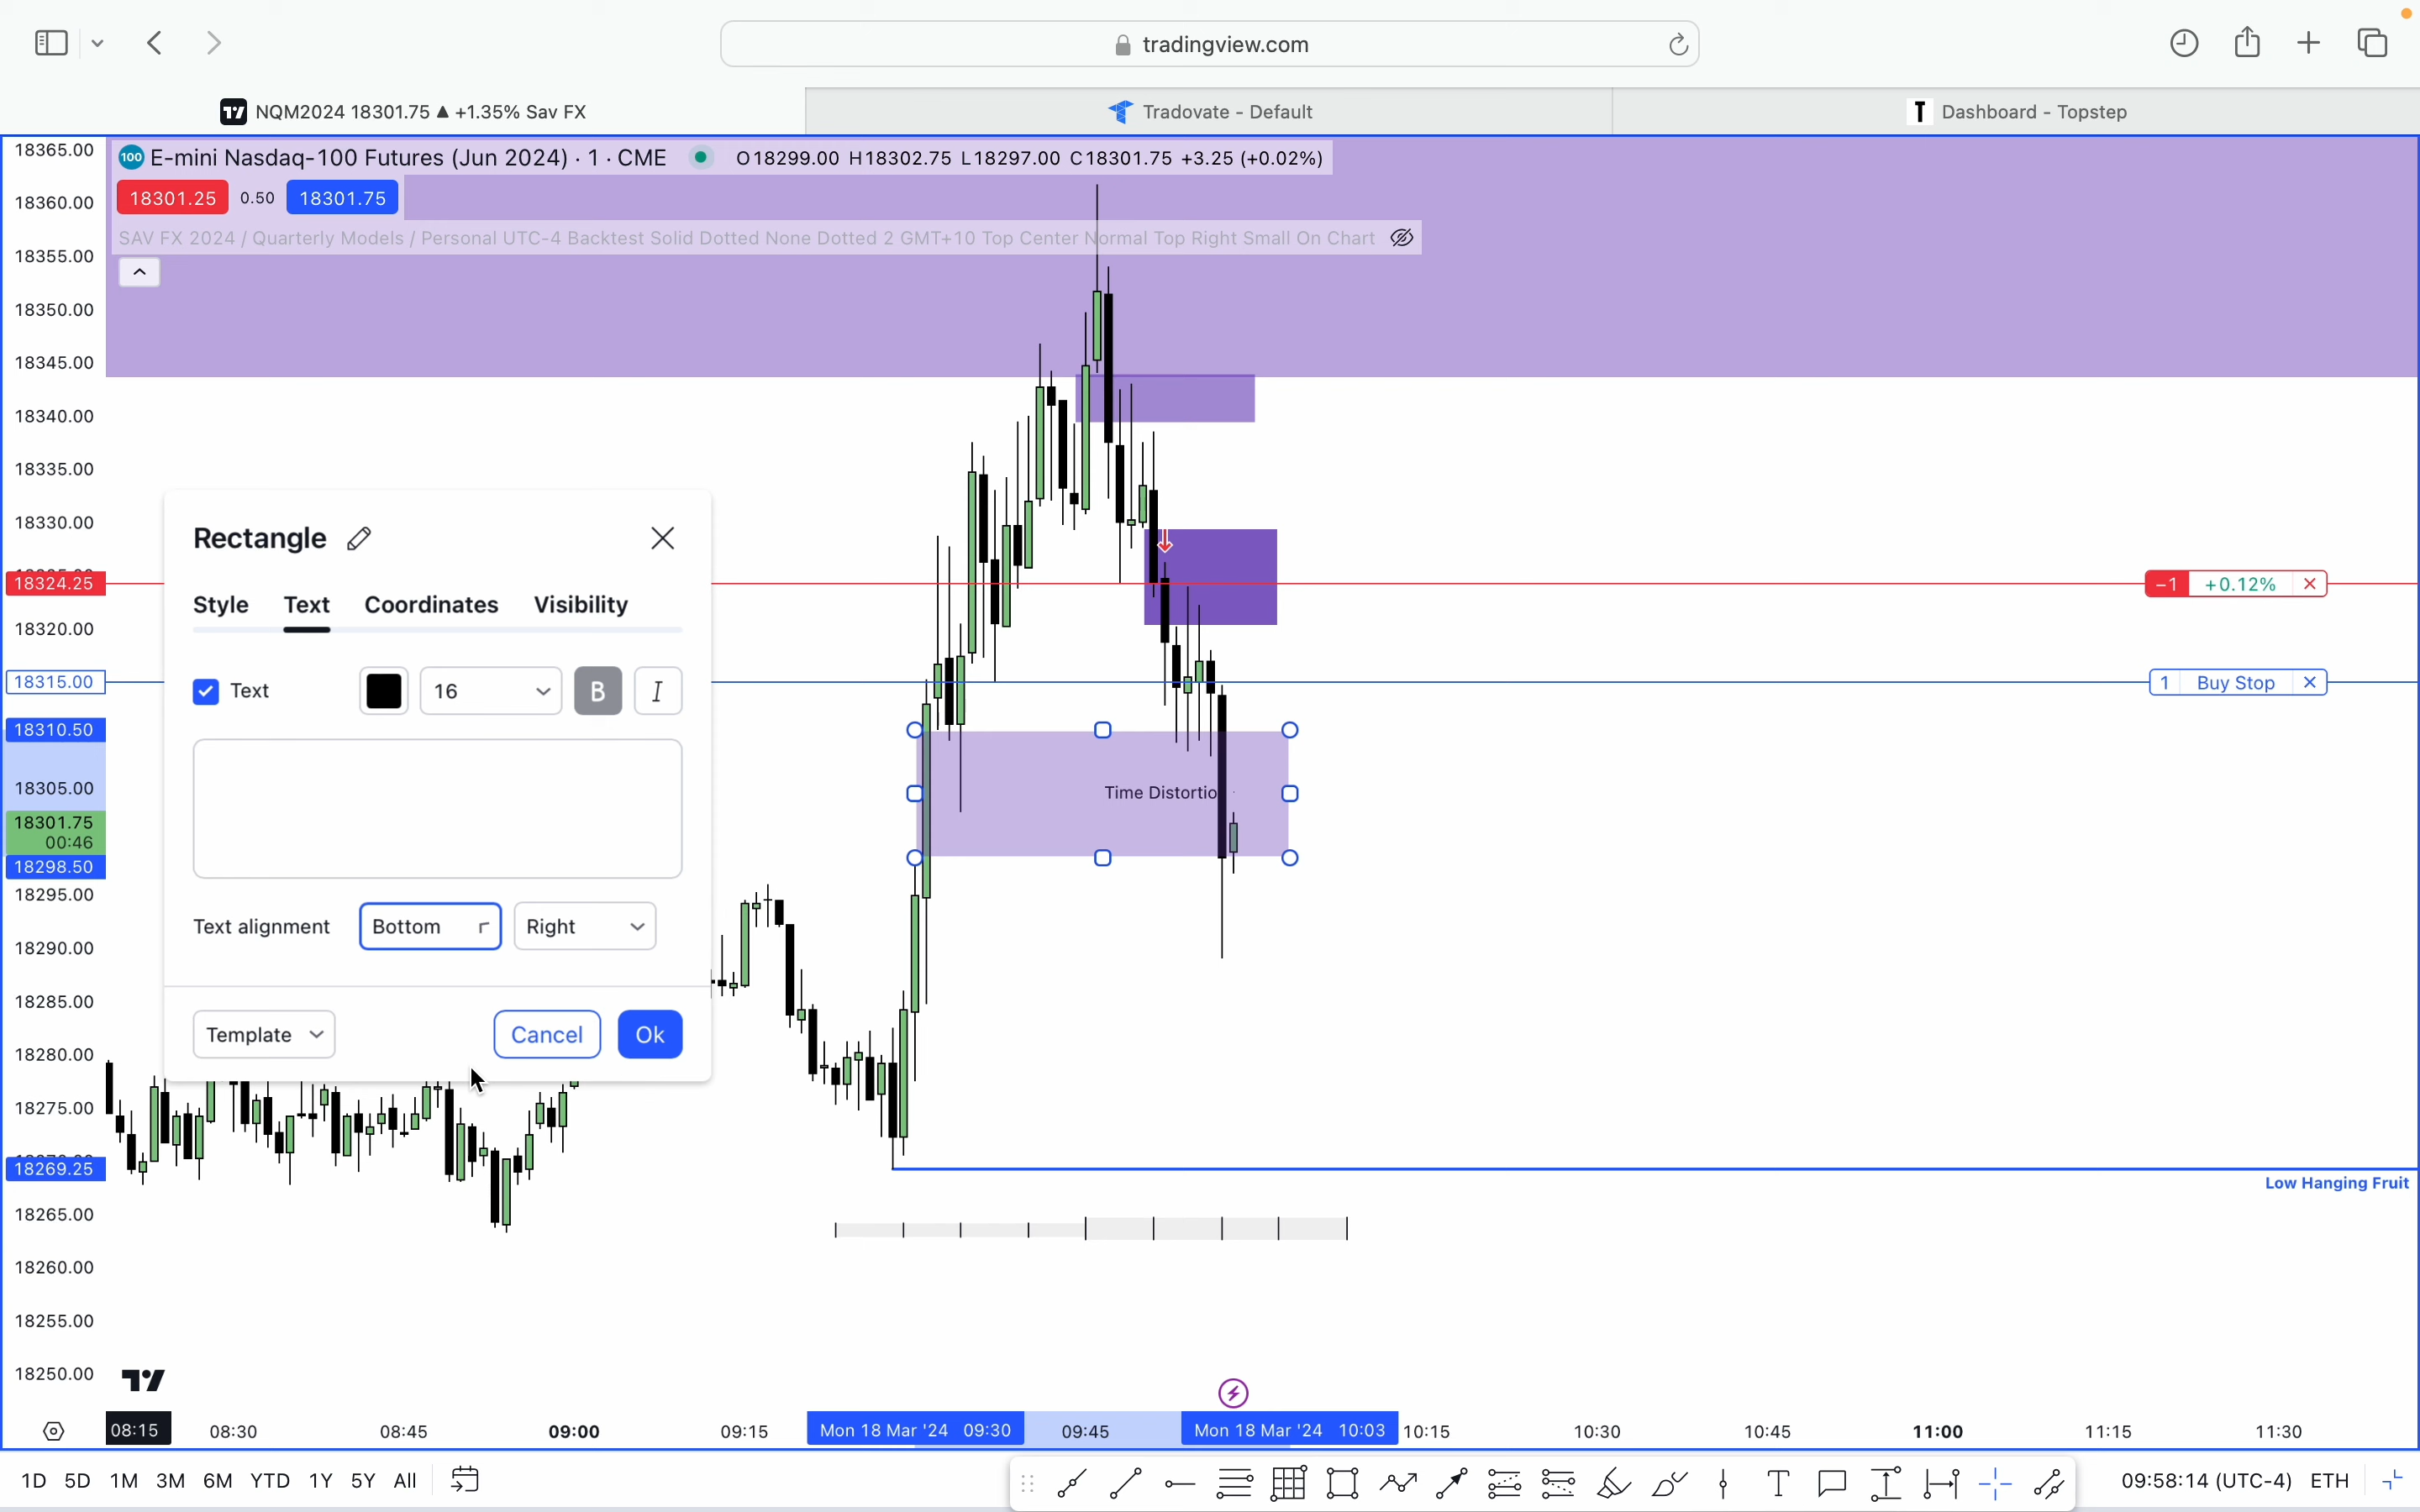 tradingview.com
NQM2024 18301.75 ▲ +1.35% Sav FX
Tradovate - Default
T Dashboard - Topstep
100 E-mini Nasdaq-100 Futures (Jun 2024) · 1 · CME O18299.00 H18302.75 L18297.00 C18301.75 +3.25 (+0.02%)
18301.25 0.50 18301.75
SAV FX 2024 / Quarterly Models / Personal UTC-4 Backtest Solid Dotted None Dotted 2 GMT+10 Top Center Normal Top Right Small On Chart
18365.00
18360.00
18355.00
18350.00
18345.00
18340.00
18335.00
18330.00
18324.25
18320.00
18315.00
18310.50
18305.00
18301.75
00:46
18298.50
18295.00
18290.00
18285.00
18280.00
18275.00
18269.25
18265.00
18260.00
18255.00
18250.00
Rectangle
Style Text Coordinates Visibility
Text 16 B I
Text alignment Bottom Right
Template Cancel Ok
−1 +0.12%
1 Buy Stop
Time Distortio
Low Hanging Fruit
08:15 08:30 08:45 09:00 09:15 Mon 18 Mar '24 09:30 09:45 Mon 18 Mar '24 10:03 10:15 10:30 10:45 11:00 11:15 11:30
1D 5D 1M 3M 6M YTD 1Y 5Y All
09:58:14 (UTC-4) ETH